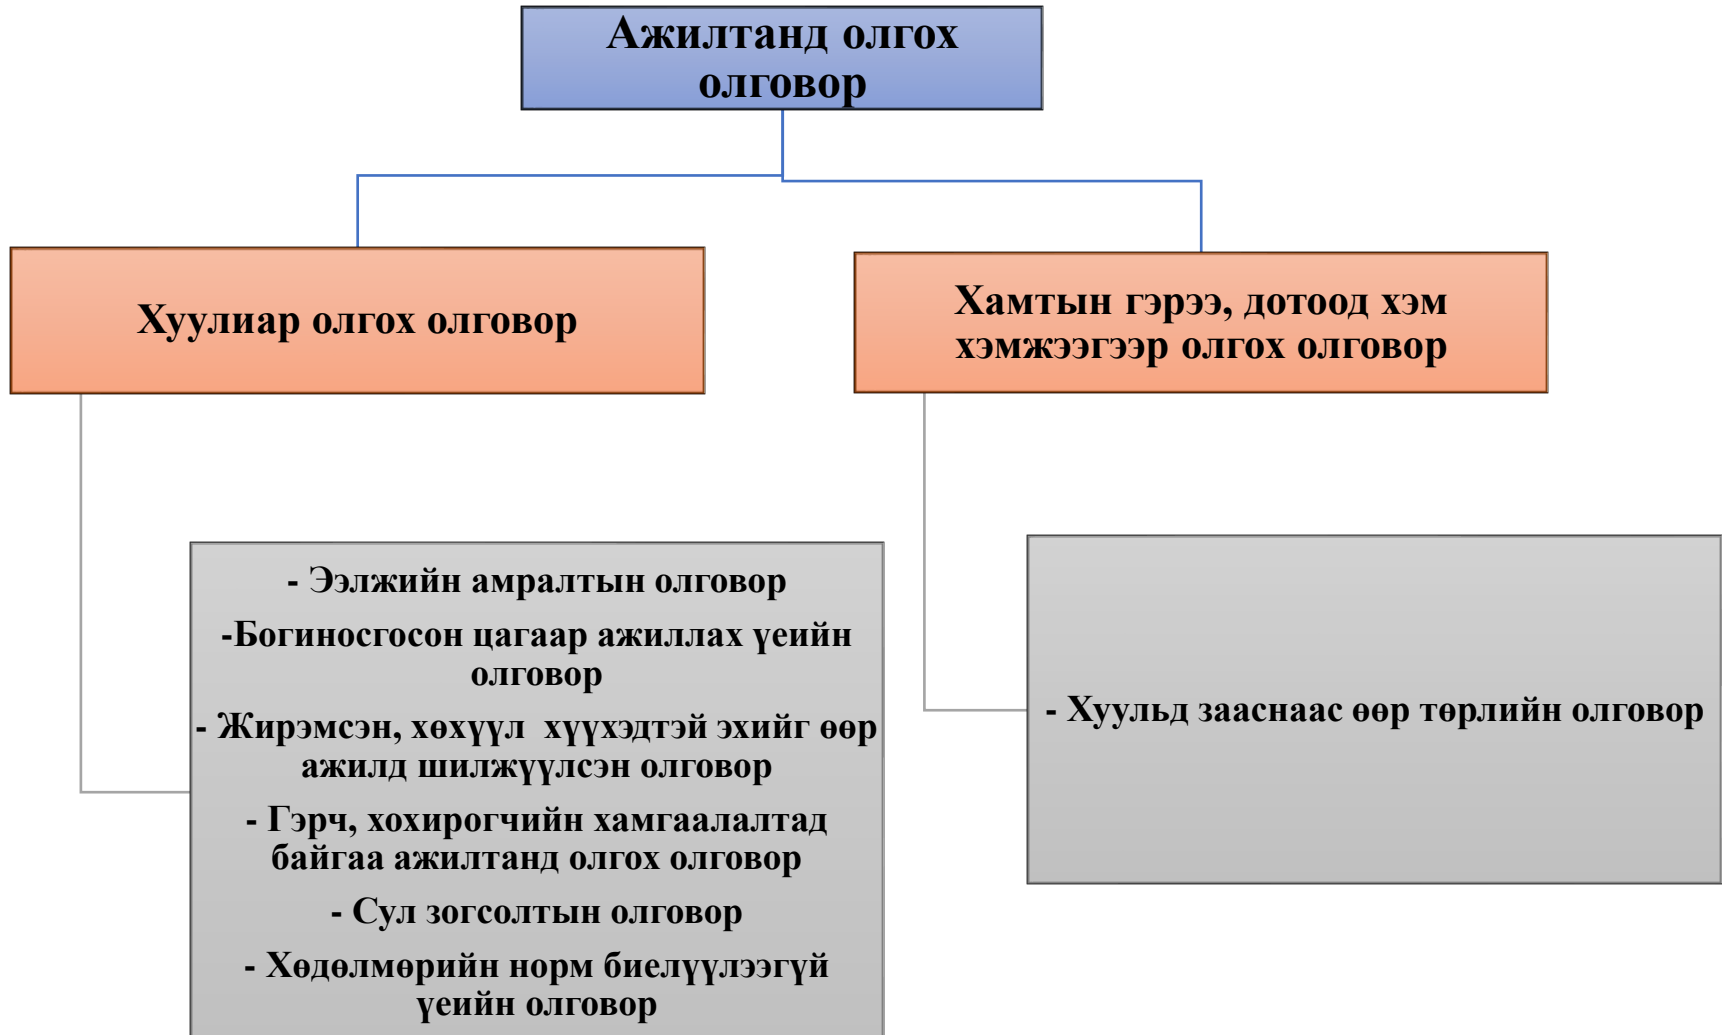 Ажилтанд олгох
олговор
Хуулиар олгох олговор
Хамтын гэрээ, дотоод хэм
хэмжээгээр олгох олговор
- Ээлжийн амралтын олговор
-Богиносгосон цагаар ажиллах үеийн
олговор
- Жирэмсэн, хөхүүл  хүүхэдтэй эхийг өөр
ажилд шилжүүлсэн олговор
- Гэрч, хохирогчийн хамгаалалтад
байгаа ажилтанд олгох олговор
- Сул зогсолтын олговор
- Хөдөлмөрийн норм биелүүлээгүй
үеийн олговор
- Хуульд зааснаас өөр төрлийн олговор